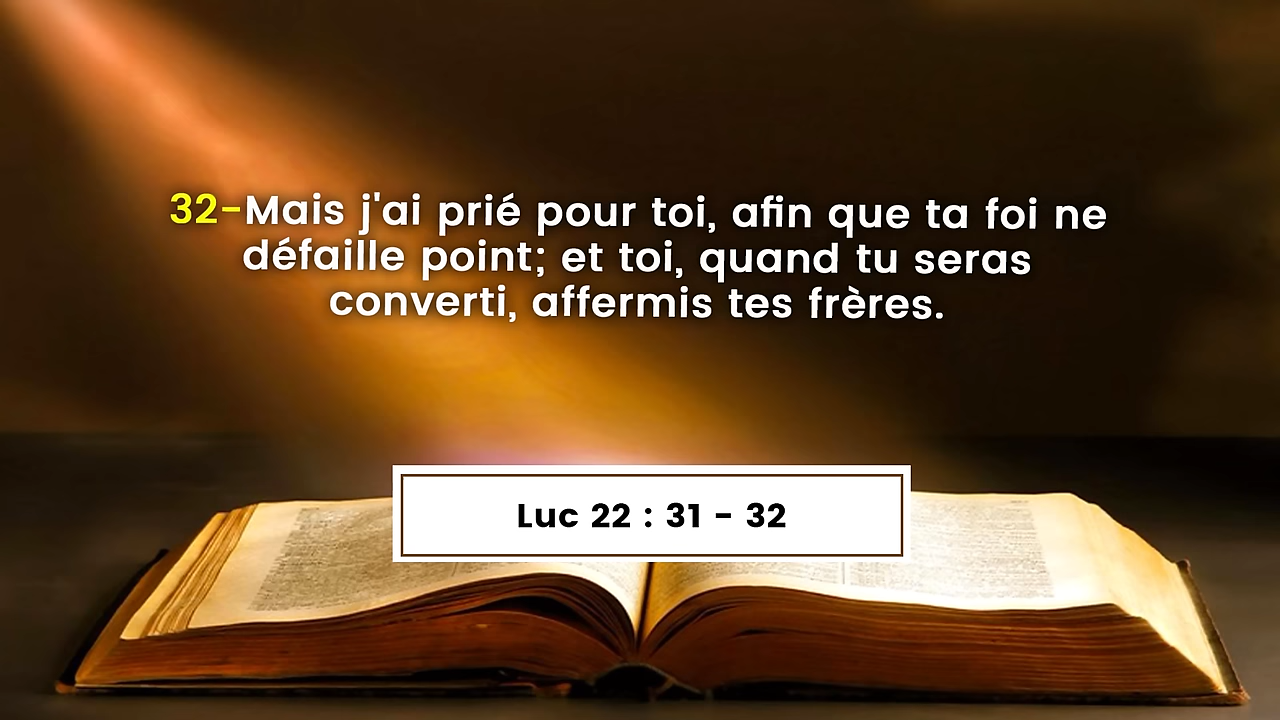 32-Mais j'ai prié pour toi, afin que ta foi ne
défaille point; et toi, quand tu seras
converti, affermis tes frères.
Luc 22 : 31 - 32